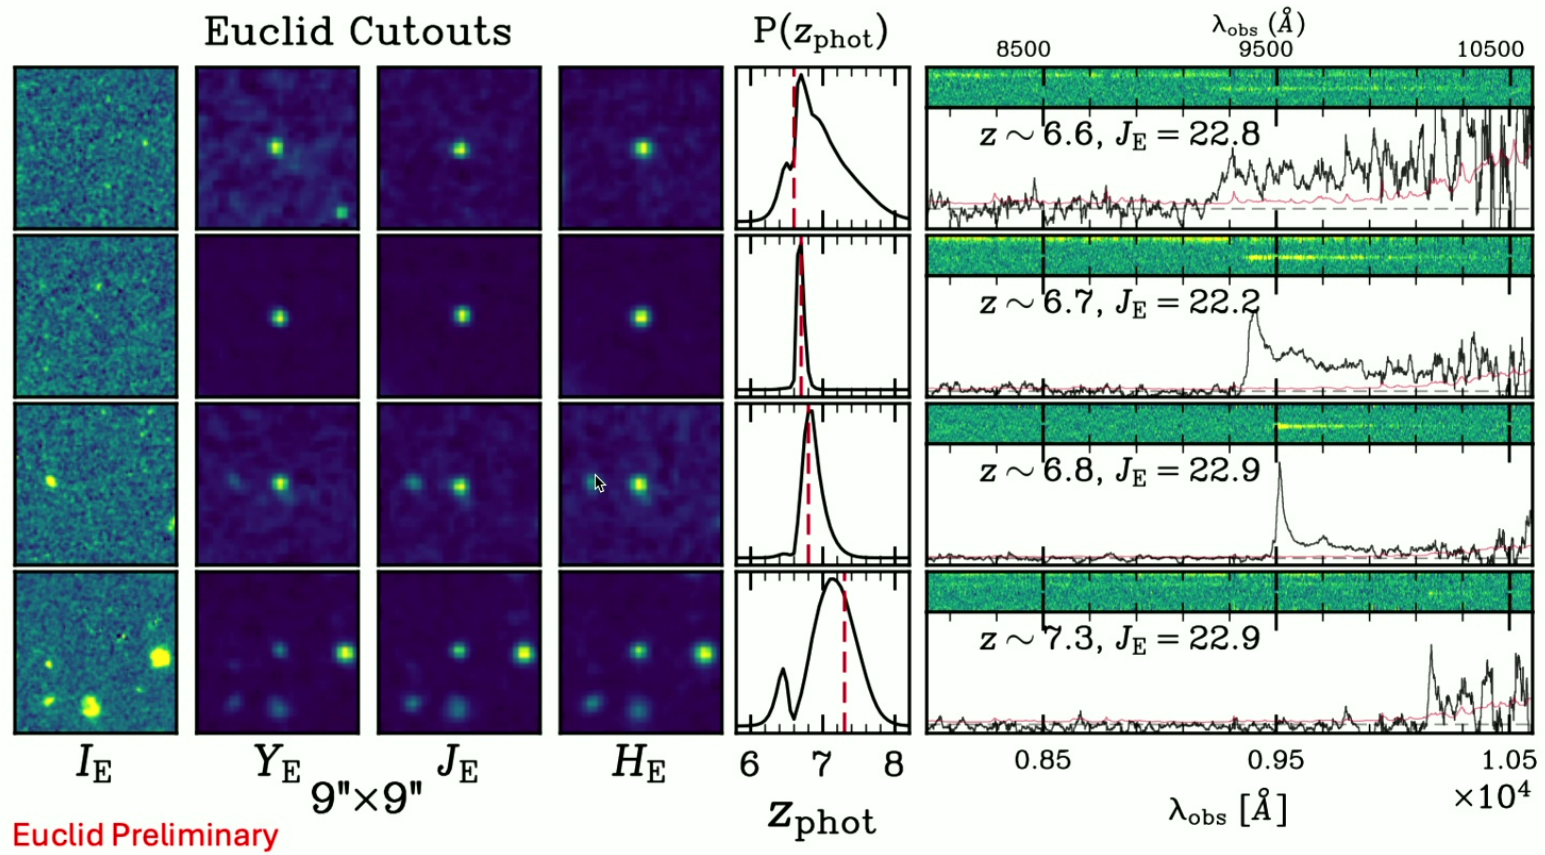 Euclid Cutouts
P(z_phot)
λ_obs (Å)
8500 9500 10500
z ∼ 6.6, J_E = 22.8
z ∼ 6.7, J_E = 22.2
z ∼ 6.8, J_E = 22.9
z ∼ 7.3, J_E = 22.9
I_E Y_E J_E H_E
6 7 8
0.85 0.95 1.05
×10⁴
9"×9"
z_phot
λ_obs [Å]
Euclid Preliminary